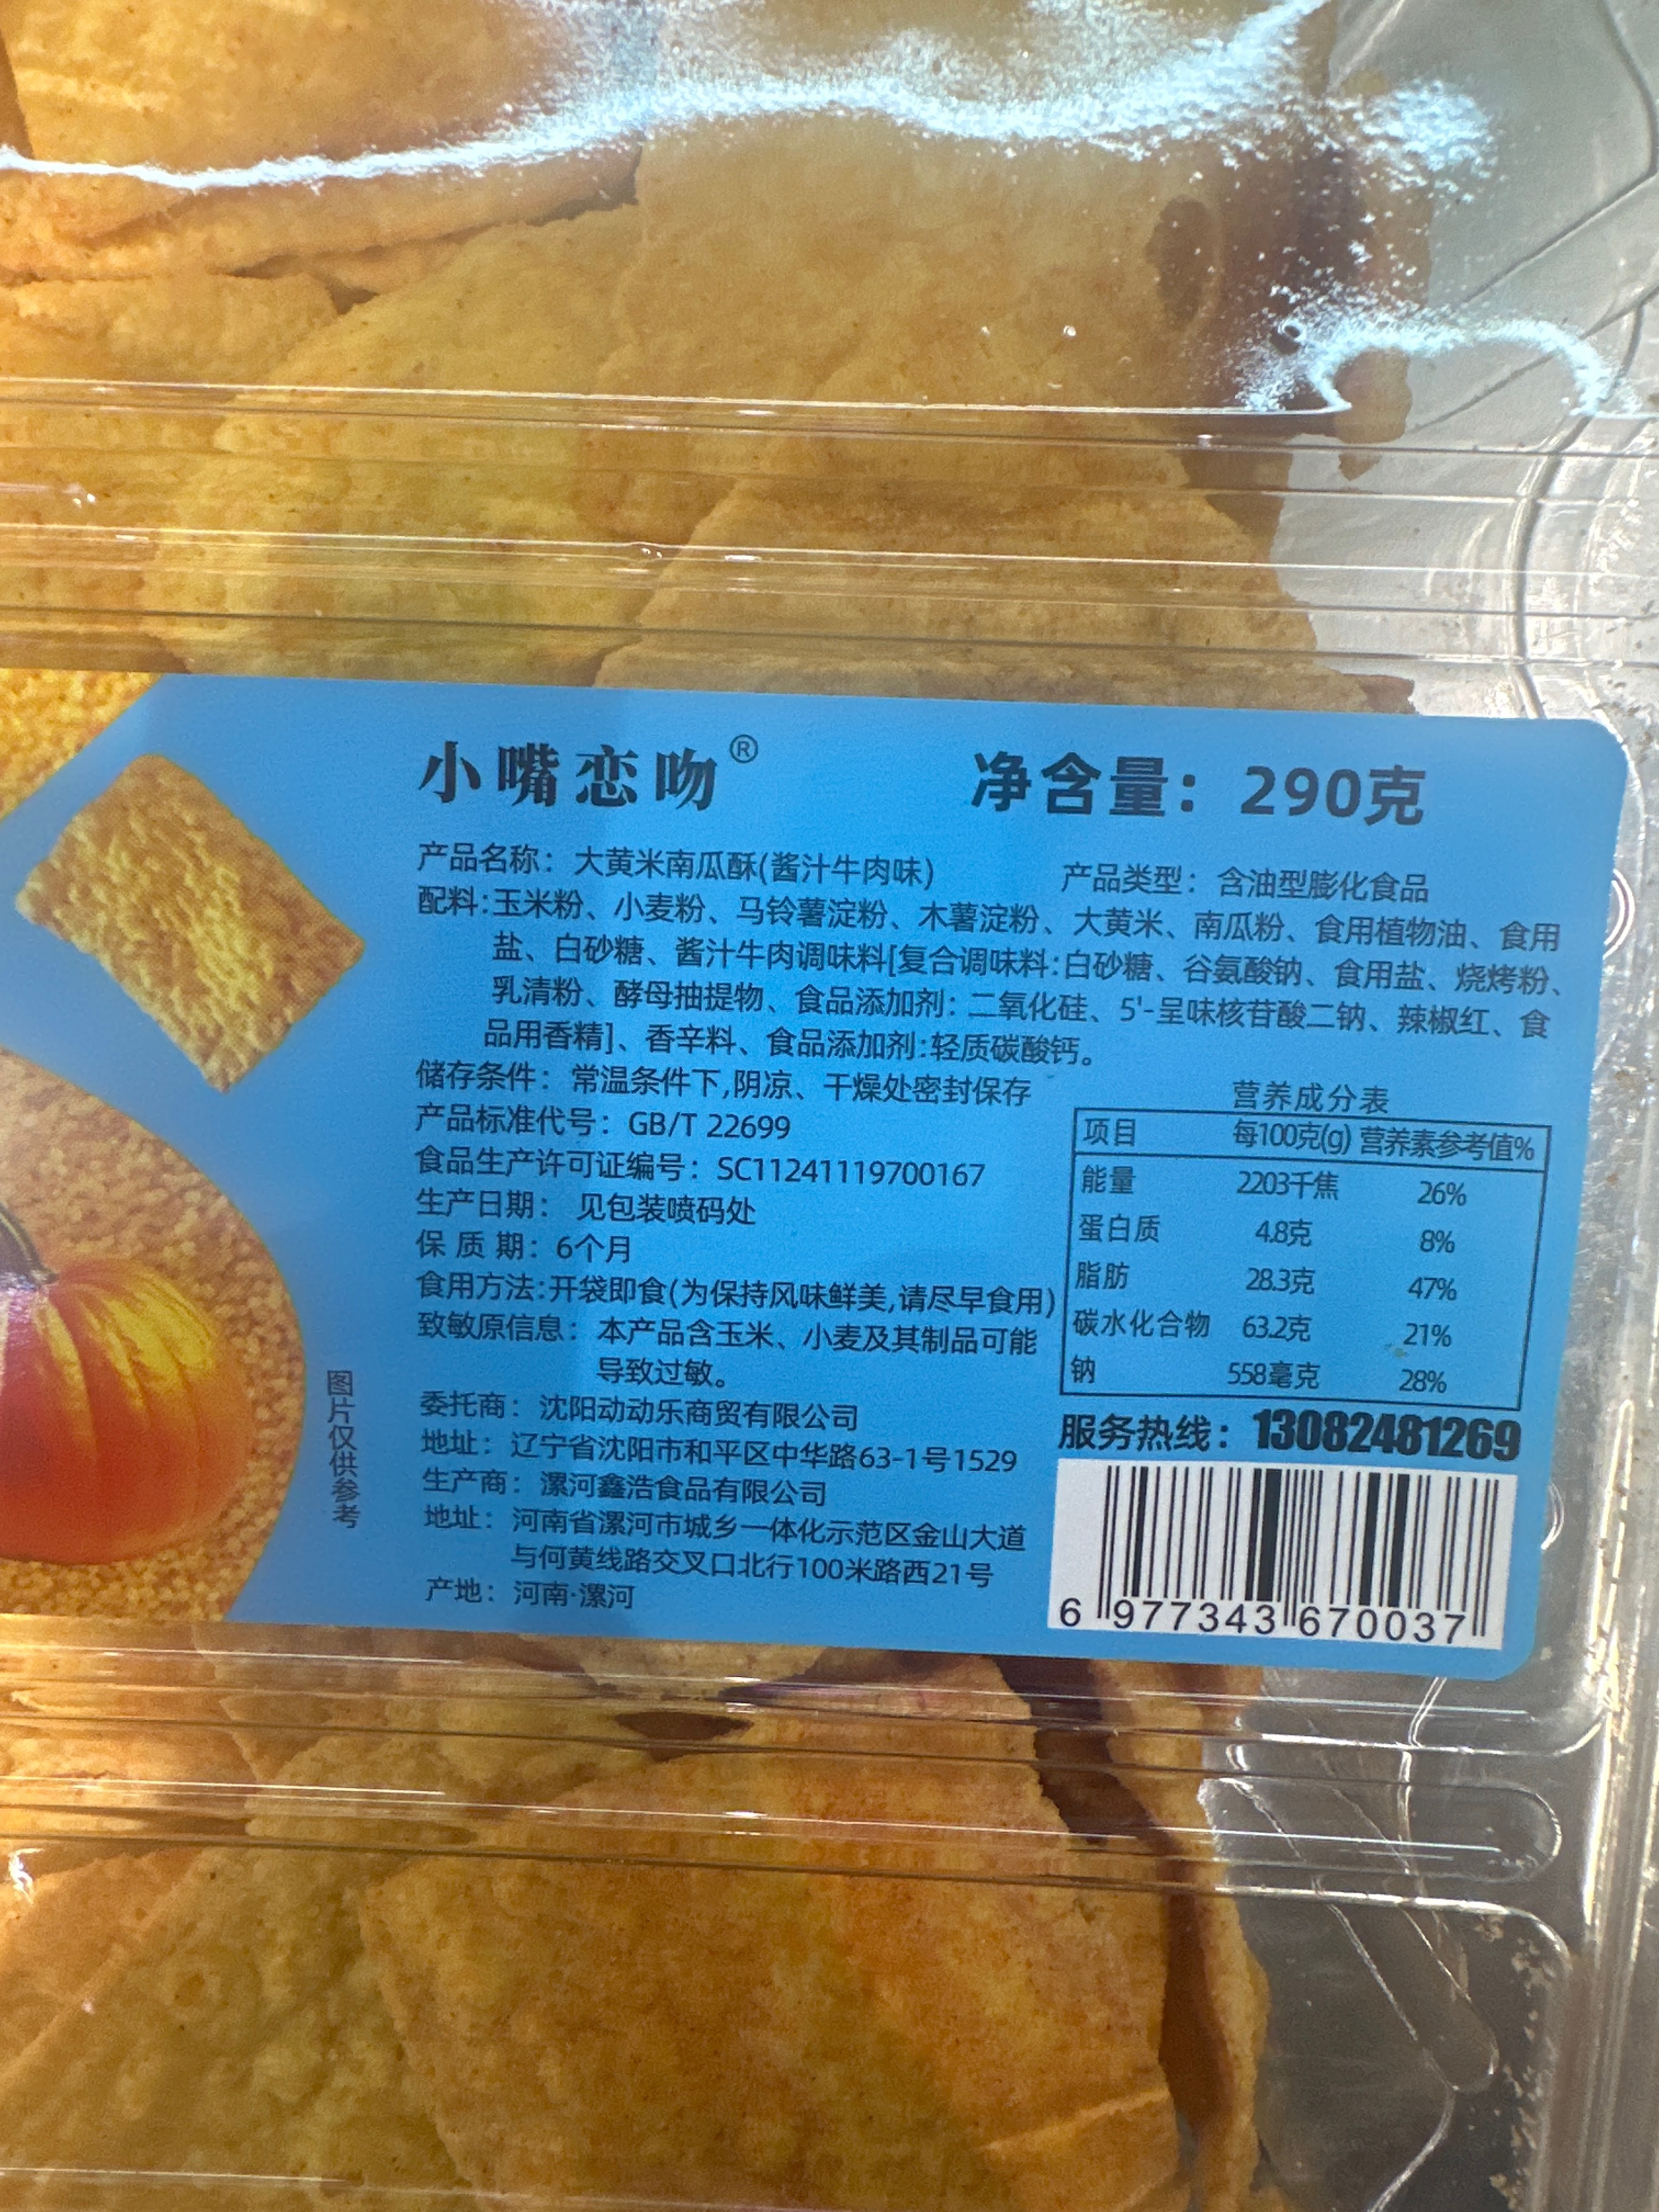 小嘴恋吻®
净含量：290克
产品名称：大黄米南瓜酥(酱汁牛肉味)
产品类型：含油型膨化食品
配料:玉米粉、小麦粉、马铃薯淀粉、木薯淀粉、大黄米、南瓜粉、食用植物油、食用
盐、白砂糖、酱汁牛肉调味料[复合调味料:白砂糖、谷氨酸钠、食用盐、烧烤粉、
乳清粉、酵母抽提物、食品添加剂：二氧化硅、5'-呈味核苷酸二钠、辣椒红、食
品用香精]、香辛料、食品添加剂:轻质碳酸钙。
储存条件：常温条件下,阴凉、干燥处密封保存
产品标准代号：GB/T 22699
食品生产许可证编号：SC11241119700167
生产日期：见包装喷码处
保 质 期：6个月
食用方法:开袋即食(为保持风味鲜美,请尽早食用)
致敏原信息：本产品含玉米、小麦及其制品可能
导致过敏。
委托商：沈阳动动乐商贸有限公司
地址：辽宁省沈阳市和平区中华路63-1号1529
生产商：漯河鑫浩食品有限公司
地址：河南省漯河市城乡一体化示范区金山大道
与何黄线路交叉口北行100米路西21号
产地：河南·漯河
营养成分表
项目 每100克(g) 营养素参考值%
能量 2203千焦 26%
蛋白质 4.8克 8%
脂肪 28.3克 47%
碳水化合物 63.2克 21%
钠 558毫克 28%
服务热线：13082481269
6 977343 670037
图片仅供参考